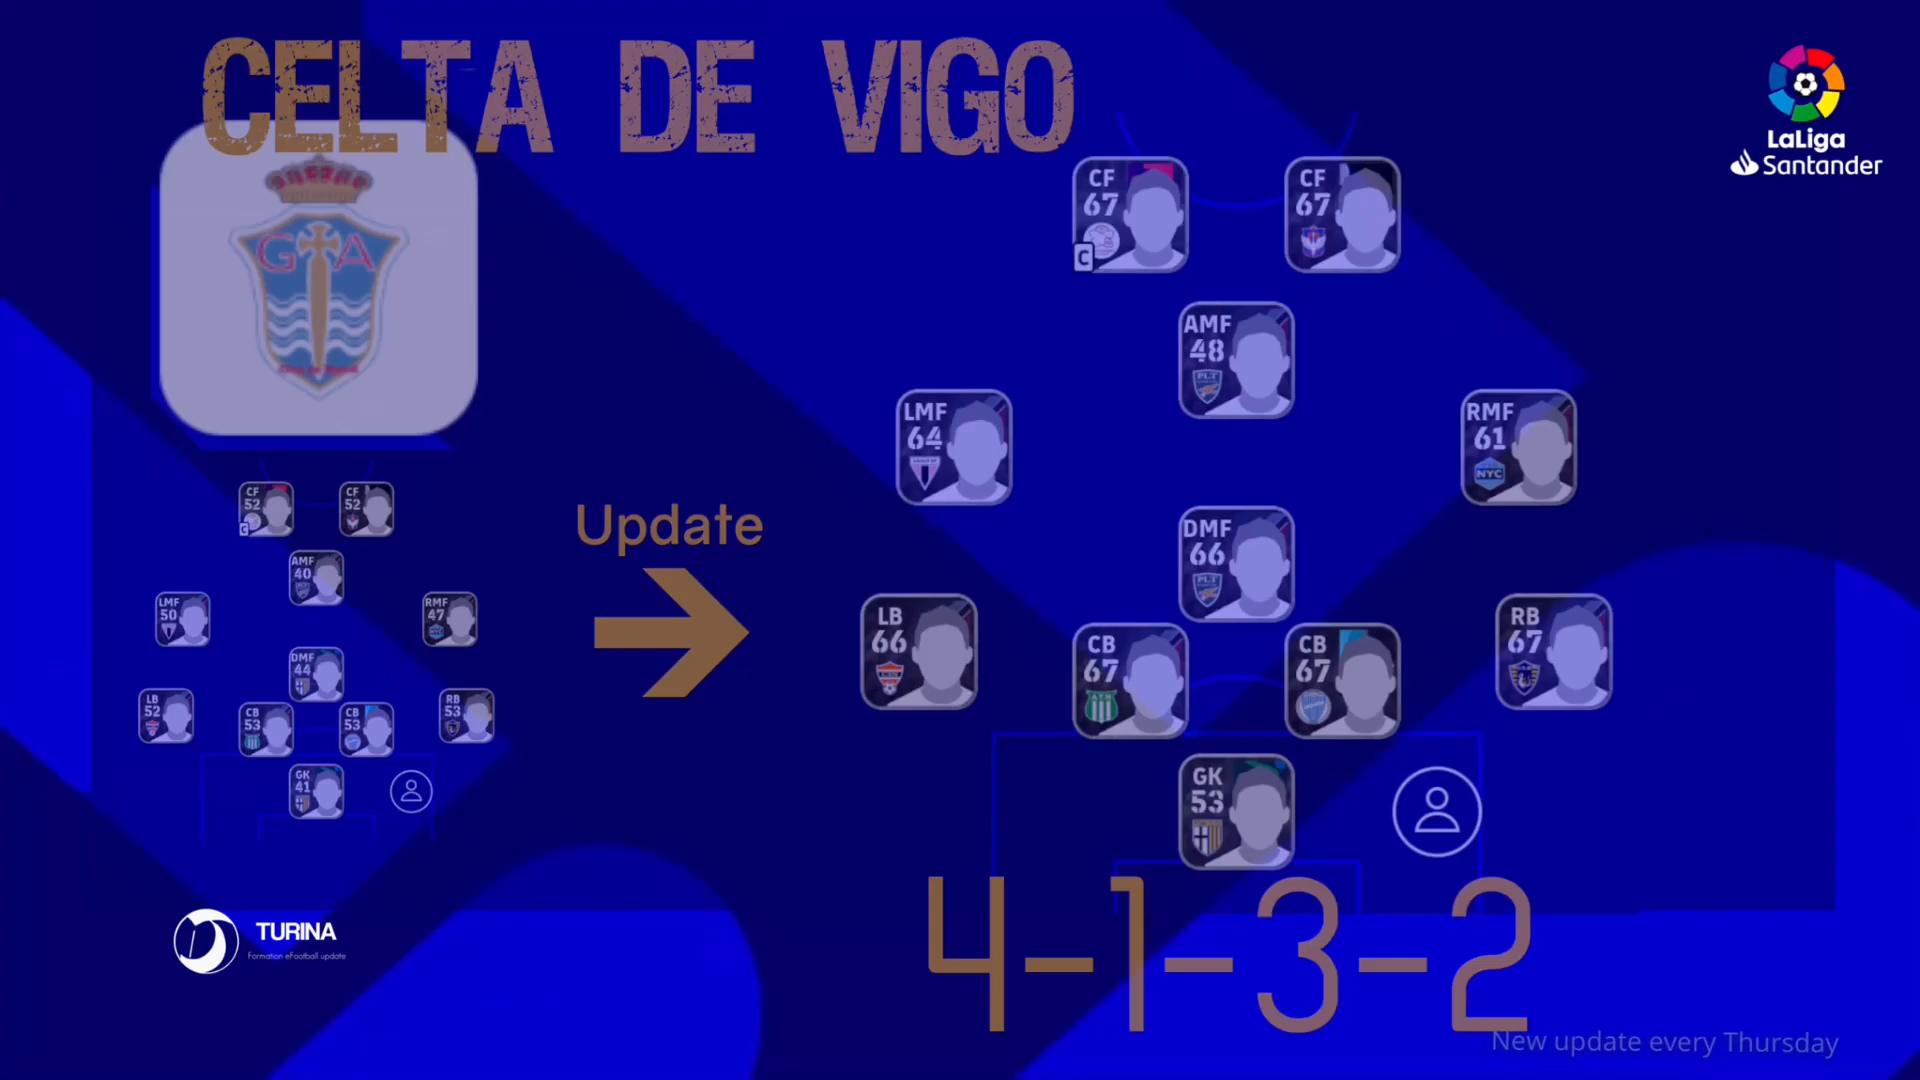 CELTA DE VIGO
LaLiga
Santander
G A
CF
67
C
CF
67
AMF
48
PLT
LMF
64
RMF
61
NYC
DMF
66
PLT
LB
66
CB
67
CB
67
RB
67
GK
53
CF
52
C
CF
52
AMF
40
LMF
50
RMF
47
DMF
44
LB
52
CB
53
CB
53
RB
53
GK
41
Update
4-1-3-2
TURINA
Formation eFootball update
New update every Thursday